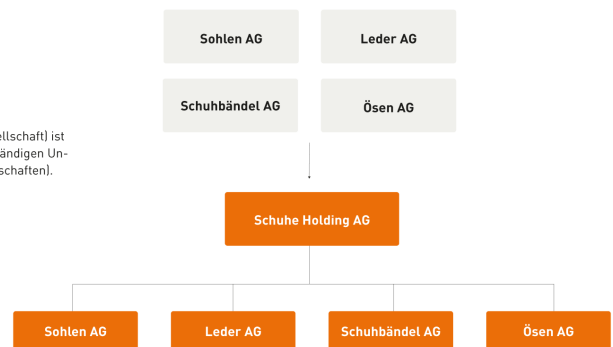 Sohlen AG
Leder AG
Schuhbändel AG
Ösen AG
ellschaft) ist
ändigen Un-
schaften).
Schuhe Holding AG
Sohlen AG
Leder AG
Schuhbändel AG
Ösen AG